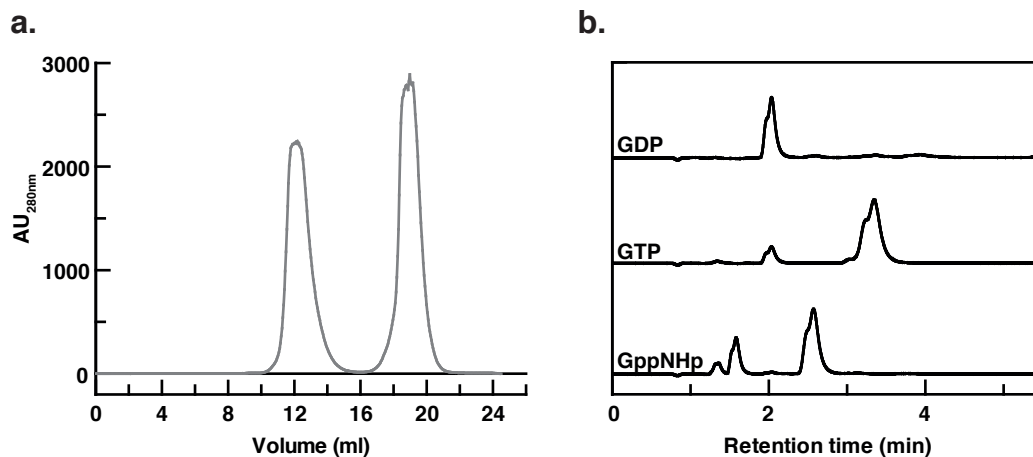 a.
3000
2000
1000
0
AU280nm
0 4 8 12 16 20 24
Volume (ml)
b.
GDP
GTP
GppNHp
0 2 4
Retention time (min)